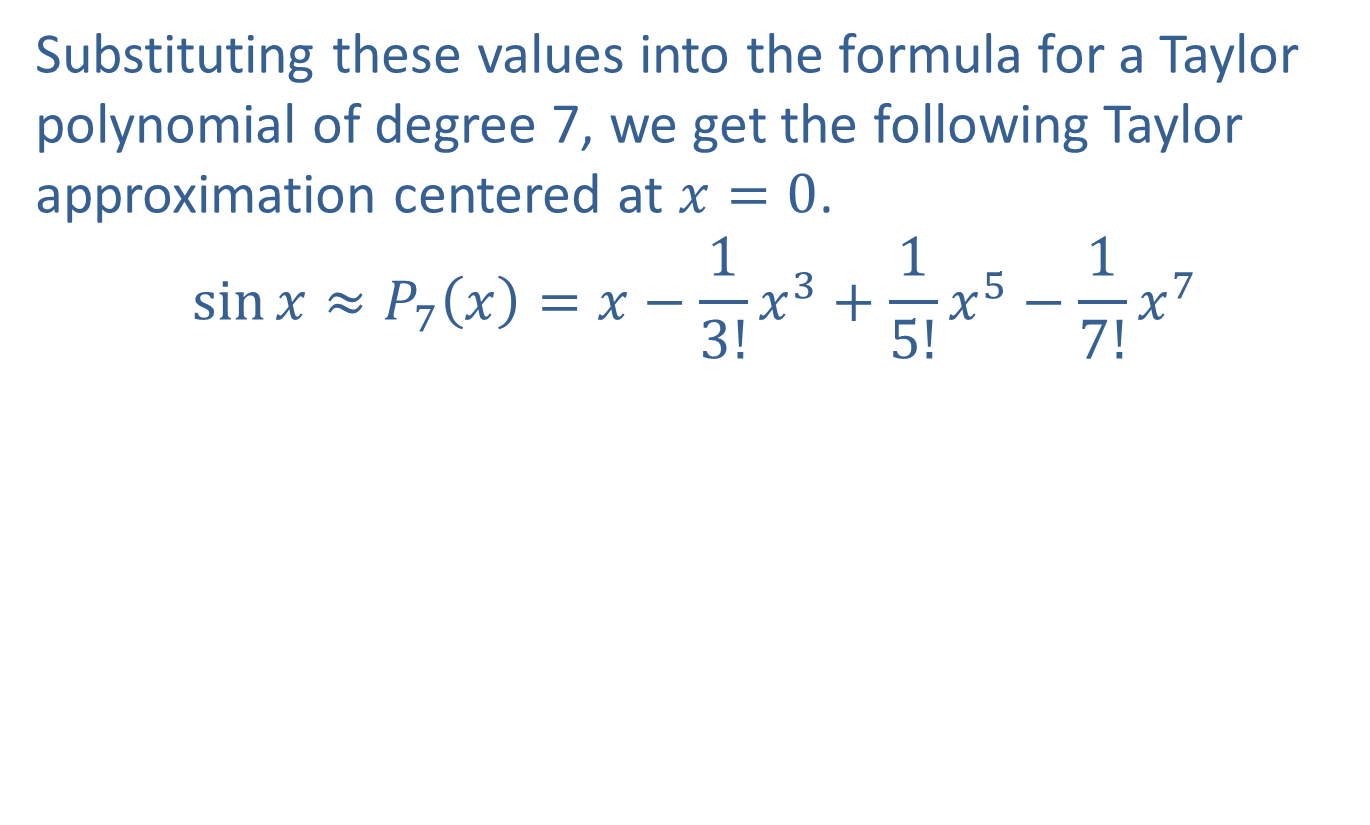 Substituting these values into the formula for a Taylor
polynomial of degree 7, we get the following Taylor
approximation centered at x = 0.
sin x ≈ P₇(x) = x − 1/3! x³ + 1/5! x⁵ − 1/7! x⁷